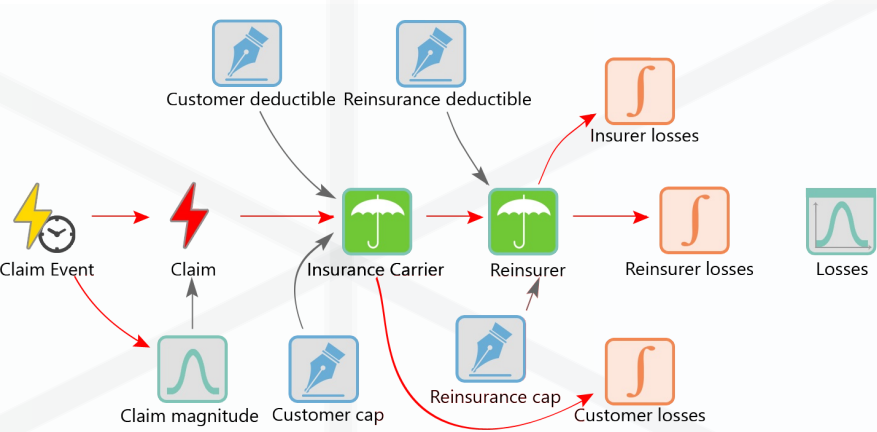 Customer deductible
Reinsurance deductible
Insurer losses
Claim Event
Claim
Insurance Carrier
Reinsurer
Reinsurer losses
Losses
Claim magnitude
Customer cap
Reinsurance cap
Customer losses